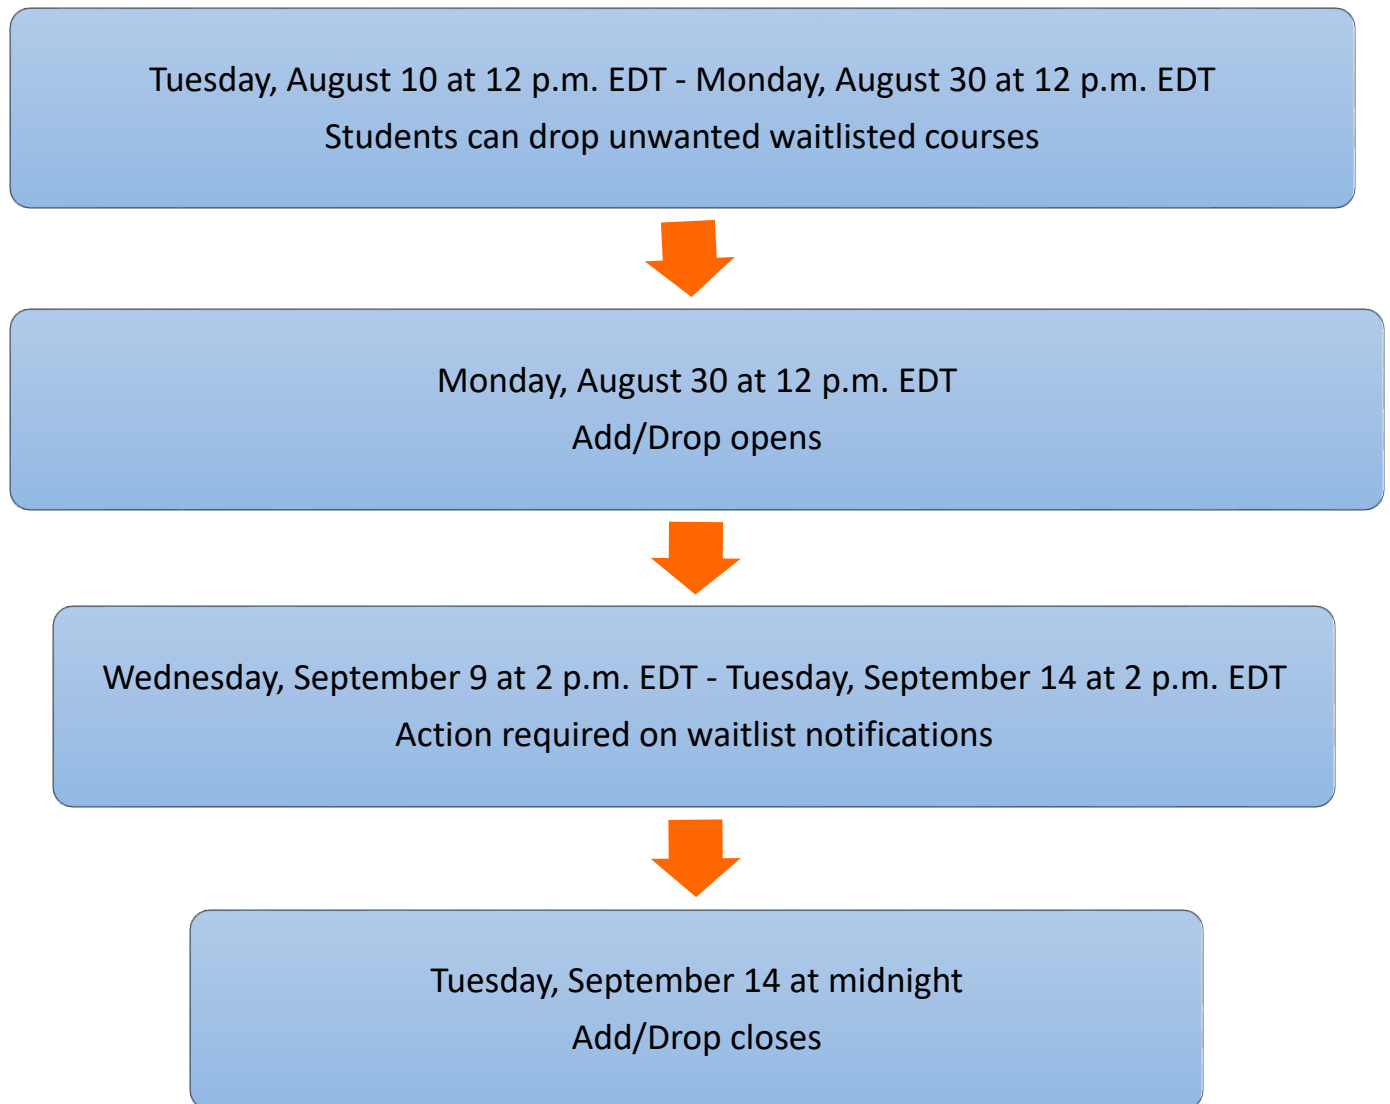 Tuesday, August 10 at 12 p.m. EDT - Monday, August 30 at 12 p.m. EDT
Students can drop unwanted waitlisted courses
Monday, August 30 at 12 p.m. EDT
Add/Drop opens
Wednesday, September 9 at 2 p.m. EDT - Tuesday, September 14 at 2 p.m. EDT
Action required on waitlist notifications
Tuesday, September 14 at midnight
Add/Drop closes